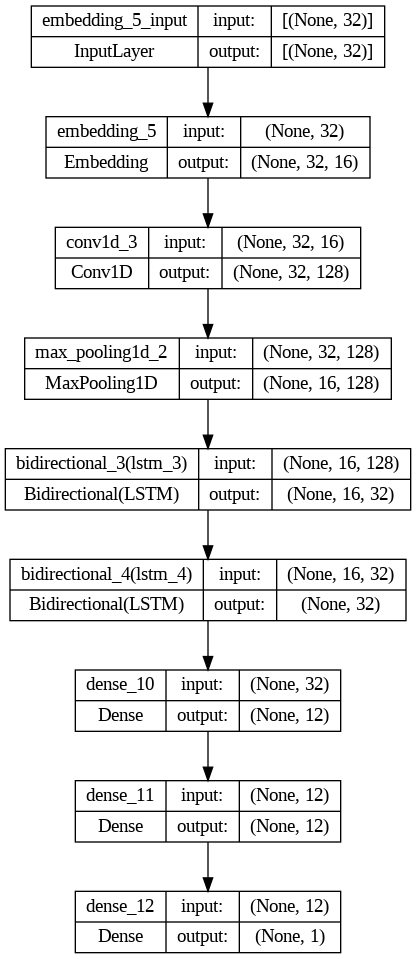 embedding_5_input input: [(None, 32)]
InputLayer output: [(None, 32)]
embedding_5 input: (None, 32)
Embedding output: (None, 32, 16)
conv1d_3 input: (None, 32, 16)
Conv1D output: (None, 32, 128)
max_pooling1d_2 input: (None, 32, 128)
MaxPooling1D output: (None, 16, 128)
bidirectional_3(lstm_3) input: (None, 16, 128)
Bidirectional(LSTM) output: (None, 16, 32)
bidirectional_4(lstm_4) input: (None, 16, 32)
Bidirectional(LSTM) output: (None, 32)
dense_10 input: (None, 32)
Dense output: (None, 12)
dense_11 input: (None, 12)
Dense output: (None, 12)
dense_12 input: (None, 12)
Dense output: (None, 1)